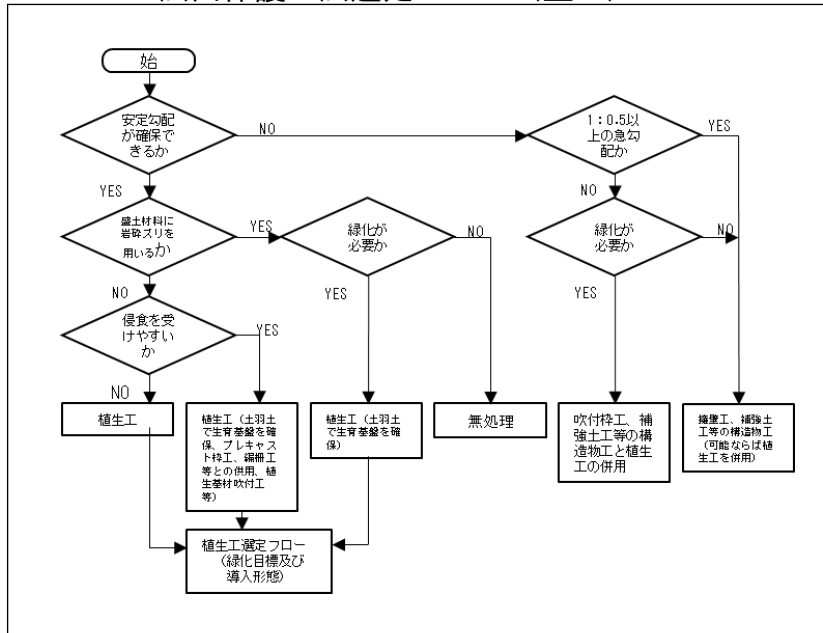 始
安定勾配
が確保で
きるか
NO
1：0.5以
上の急勾
配か
YES
YES
NO
盛土材料に
岩砕ズリを
用いるか
YES
緑化が
必要か
NO
緑化が
必要か
NO
NO
YES
YES
侵食を受
けやすい
か
YES
NO
植生工
植生工（土羽土
で生育基盤を確
保、プレキャス
ト枠工、編柵工
等との併用、植
生基材吹付工
等）
植生工（土羽土
で生育基盤を確
保）
無処理
吹付枠工、補
強土工等の構
造物工と植生
工の併用
擁壁工、補強土
工等の構造物工
（可能ならば植
生工を併用）
植生工選定フロー
（緑化目標及び
導入形態）